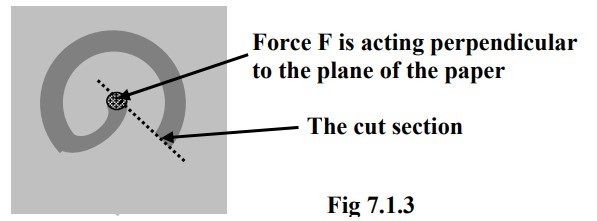 Force F is acting perpendicular
to the plane of the paper
The cut section
Fig 7.1.3